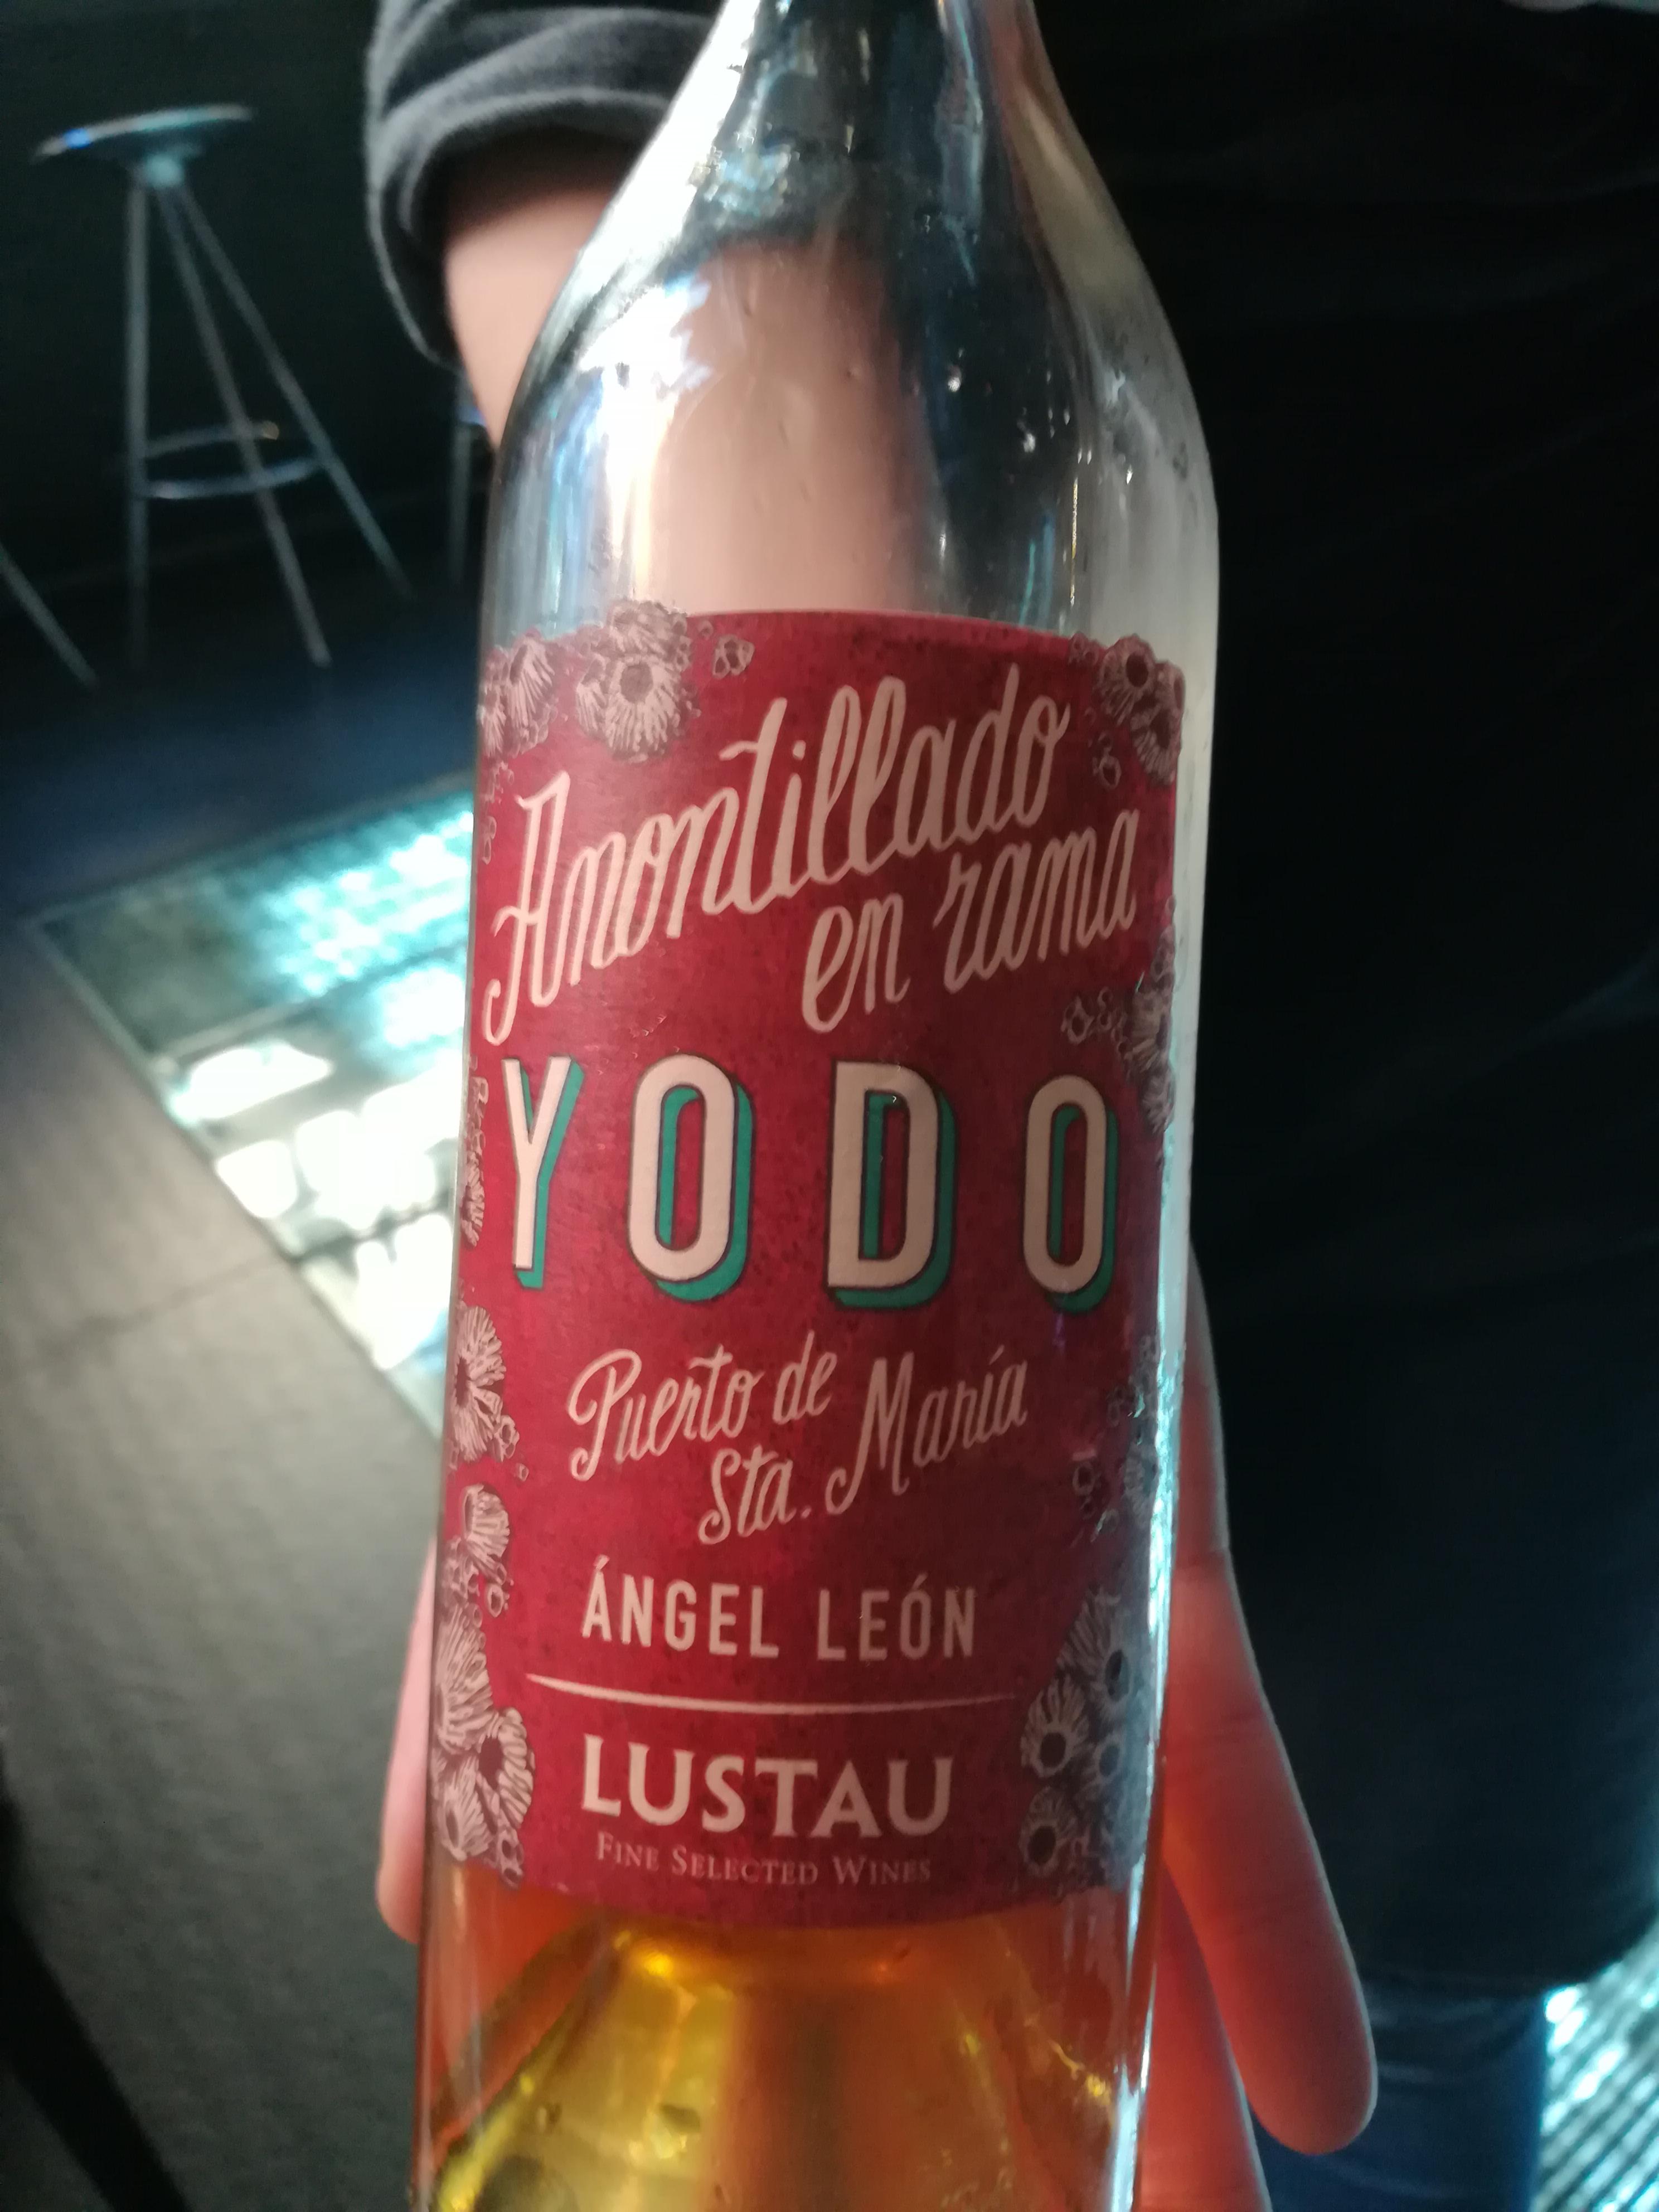 Amontillado
en rama
YODO
Puerto de
Sta. María
ÁNGEL LEÓN
LUSTAU
FINE SELECTED WINES